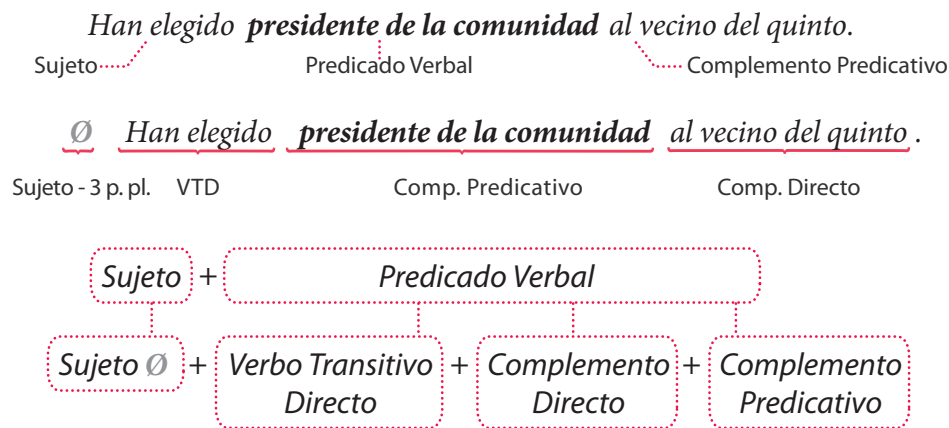 Han elegido presidente de la comunidad al vecino del quinto.
Sujeto Predicado Verbal Complemento Predicativo
Ø Han elegido presidente de la comunidad al vecino del quinto .
Sujeto - 3 p. pl. VTD Comp. Predicativo Comp. Directo
Sujeto + Predicado Verbal
Sujeto Ø + Verbo Transitivo + Complemento + Complemento
Directo Directo Predicativo